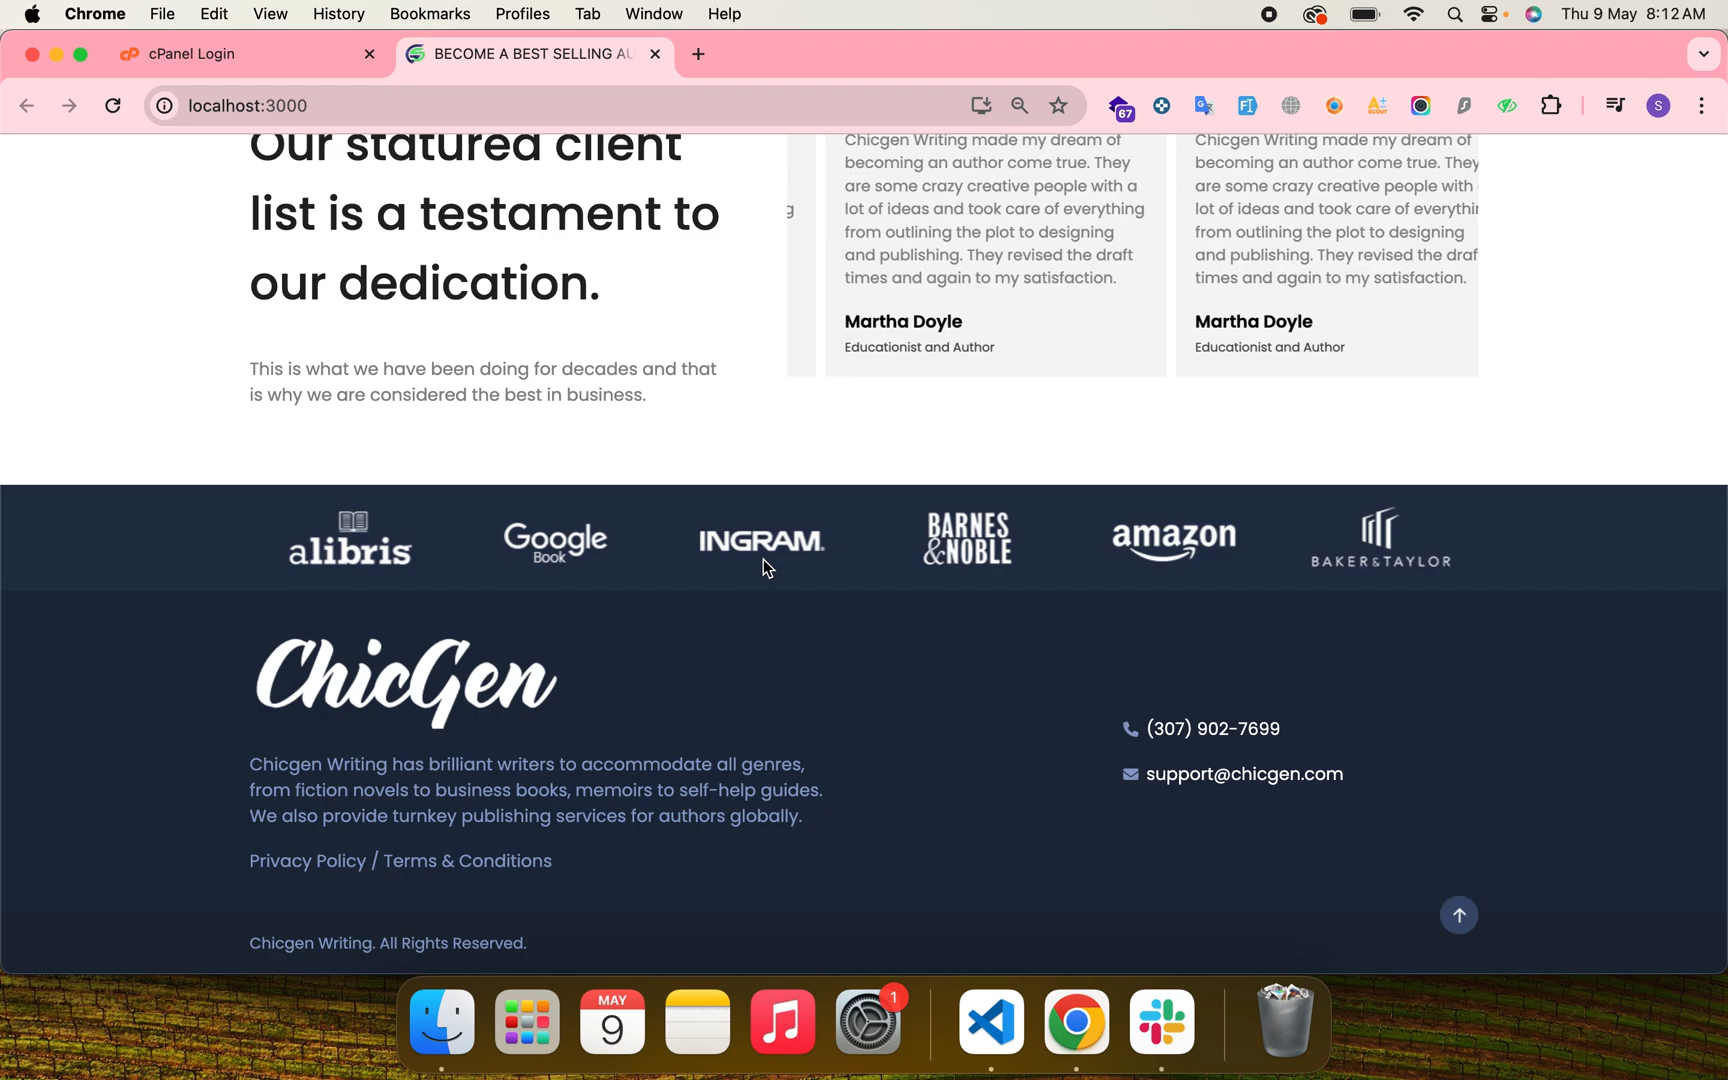 Chrome File Edit View History Bookmarks Profiles Tab Window Help Thu 9 May 8:12 AM
cPanel Login
BECOME A BEST SELLING AU
localhost:3000
67
S
Our statured client
list is a testament to
our dedication.
This is what we have been doing for decades and that
is why we are considered the best in business.
g
Chicgen Writing made my dream of
becoming an author come true. They
are some crazy creative people with a
lot of ideas and took care of everything
from outlining the plot to designing
and publishing. They revised the draft
times and again to my satisfaction.
Martha Doyle
Educationist and Author
Chicgen Writing made my dream of
becoming an author come true. They
are some crazy creative people with
lot of ideas and took care of everythin
from outlining the plot to designing
and publishing. They revised the draf
times and again to my satisfaction.
Martha Doyle
Educationist and Author
alibris
Google
Book
INGRAM
BARNES
&NOBLE
amazon
BAKER & TAYLOR
ChicGen
Chicgen Writing has brilliant writers to accommodate all genres,
from fiction novels to business books, memoirs to self-help guides.
We also provide turnkey publishing services for authors globally.
Privacy Policy / Terms & Conditions
(307) 902-7699
support@chicgen.com
Chicgen Writing. All Rights Reserved.
MAY
9
1